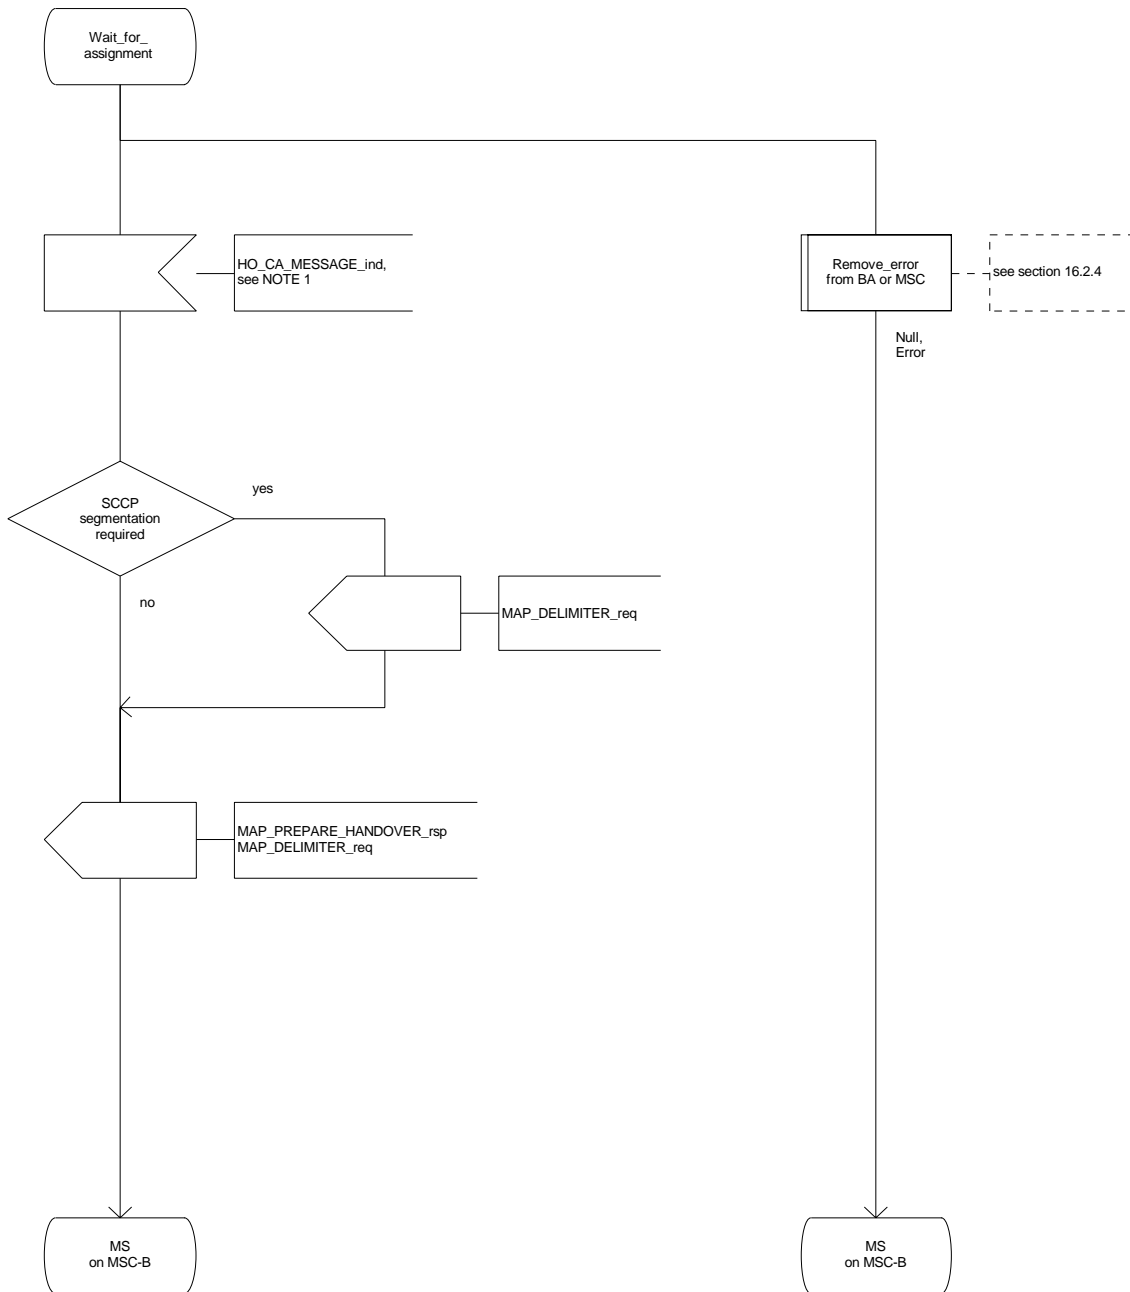 Wait_for_
assignment
HO_CA_MESSAGE_ind,
see NOTE 1
Remove_error
from BA or MSC
see section 16.2.4
Null,
Error
SCCP
segmentation
required
yes
no
MAP_DELIMITER_req
MAP_PREPARE_HANDOVER_rsp
MAP_DELIMITER_req
MS
on MSC-B
MS
on MSC-B